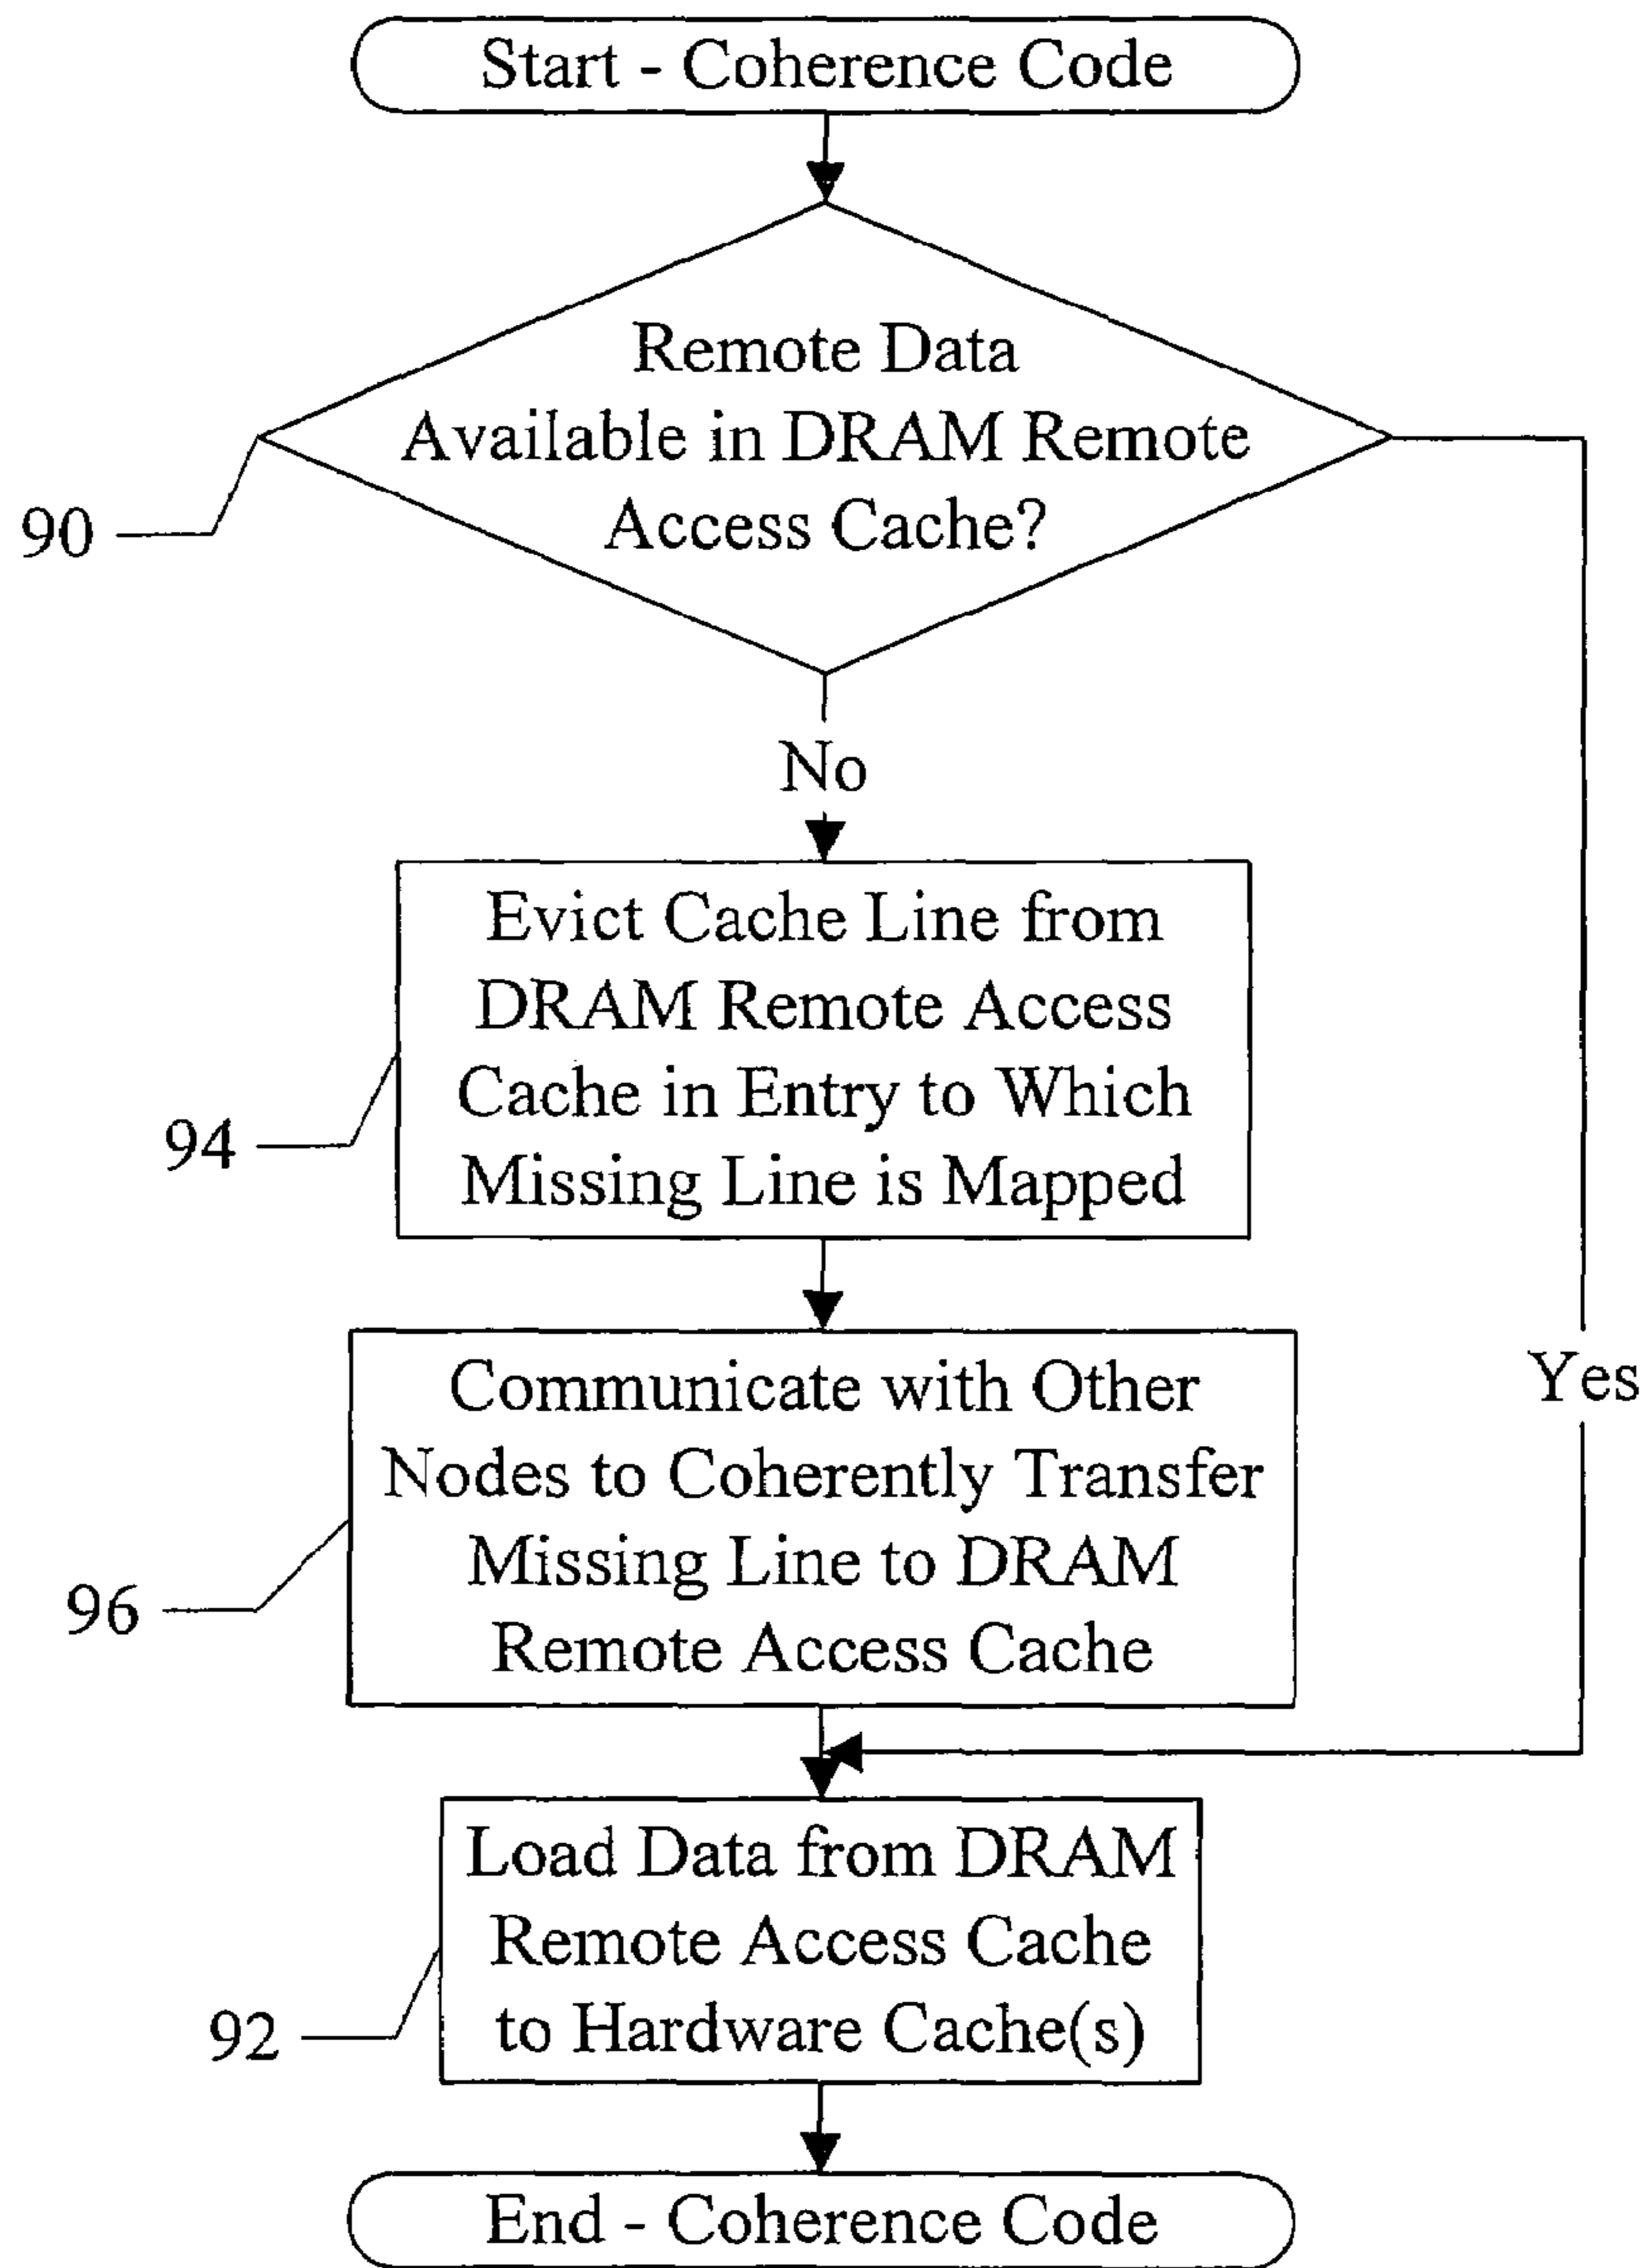 Start - Coherence Code
Remote Data
Available in DRAM Remote
Access Cache?
90
No
Evict Cache Line from
DRAM Remote Access
Cache in Entry to Which
Missing Line is Mapped
94
Communicate with Other
Nodes to Coherently Transfer
Missing Line to DRAM
Remote Access Cache
96
Yes
Load Data from DRAM
Remote Access Cache
to Hardware Cache(s)
92
End - Coherence Code